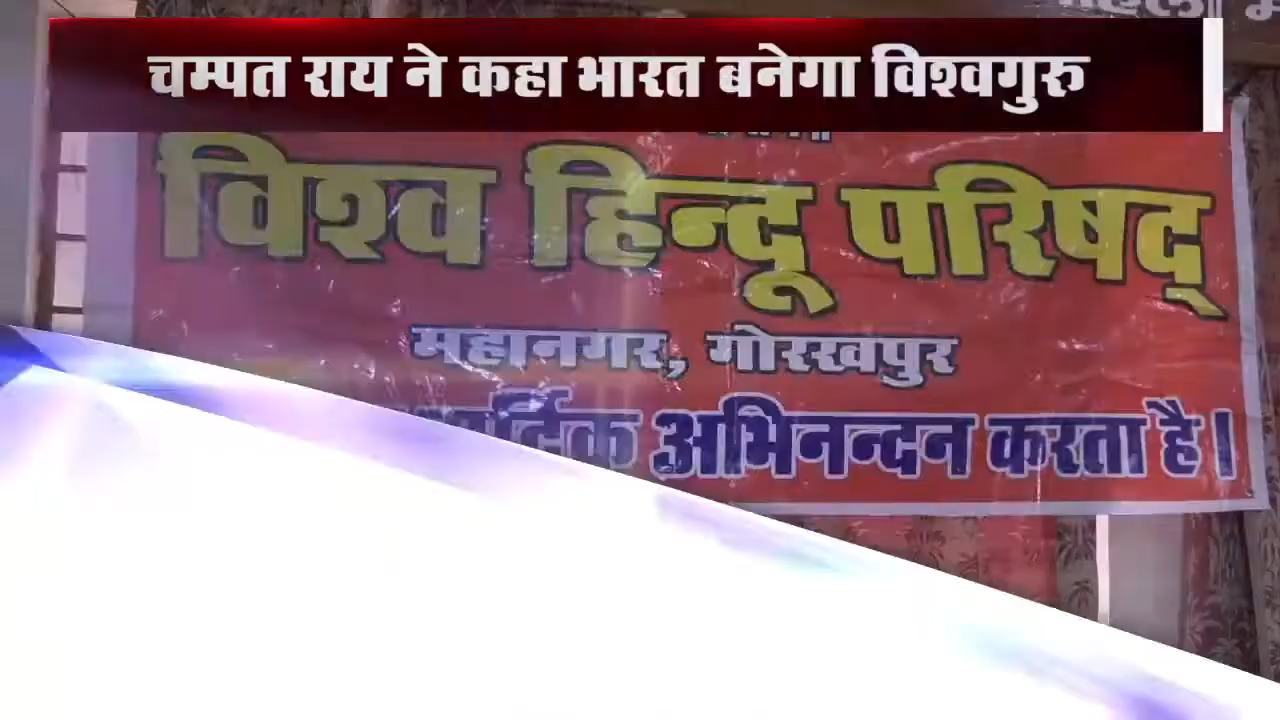 चम्पत राय ने कहा भारत बनेगा विश्वगुरु
विश्व हिन्दू परिषद्
महानगर, गोरखपुर
अभिनन्दन करता है।